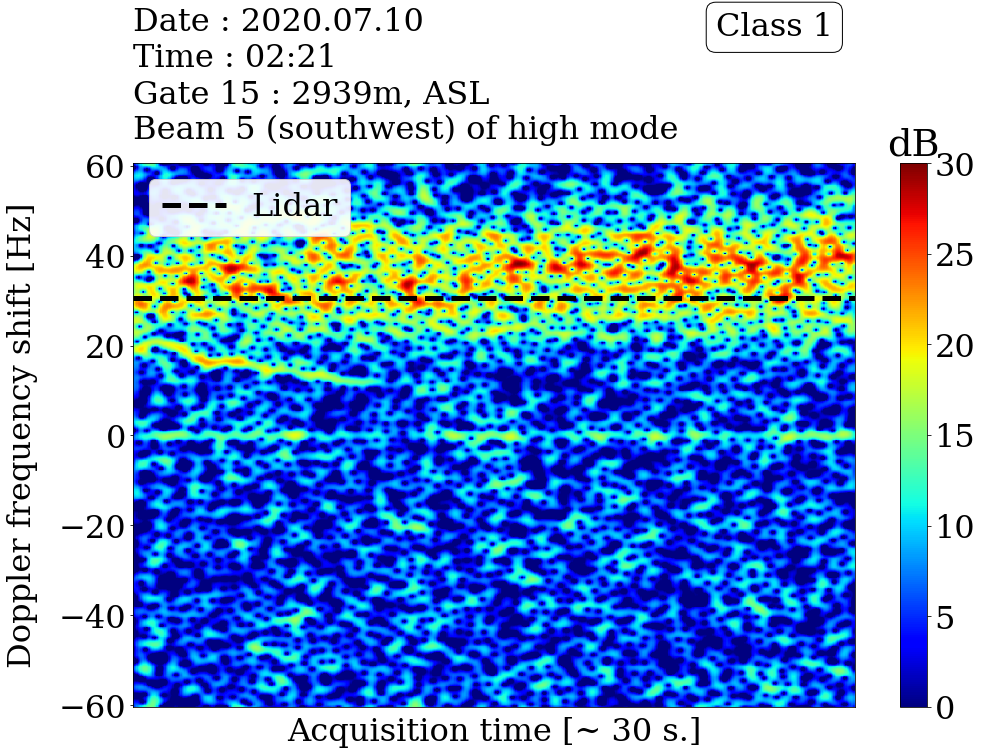 Date : 2020.07.10
Class 1
Time : 02:21
Gate 15 : 2939m, ASL
Beam 5 (southwest) of high mode
dB
Lidar
Doppler frequency shift [Hz]
60
40
20
0
−20
−40
−60
30
25
20
15
10
5
0
Acquisition time [~ 30 s.]